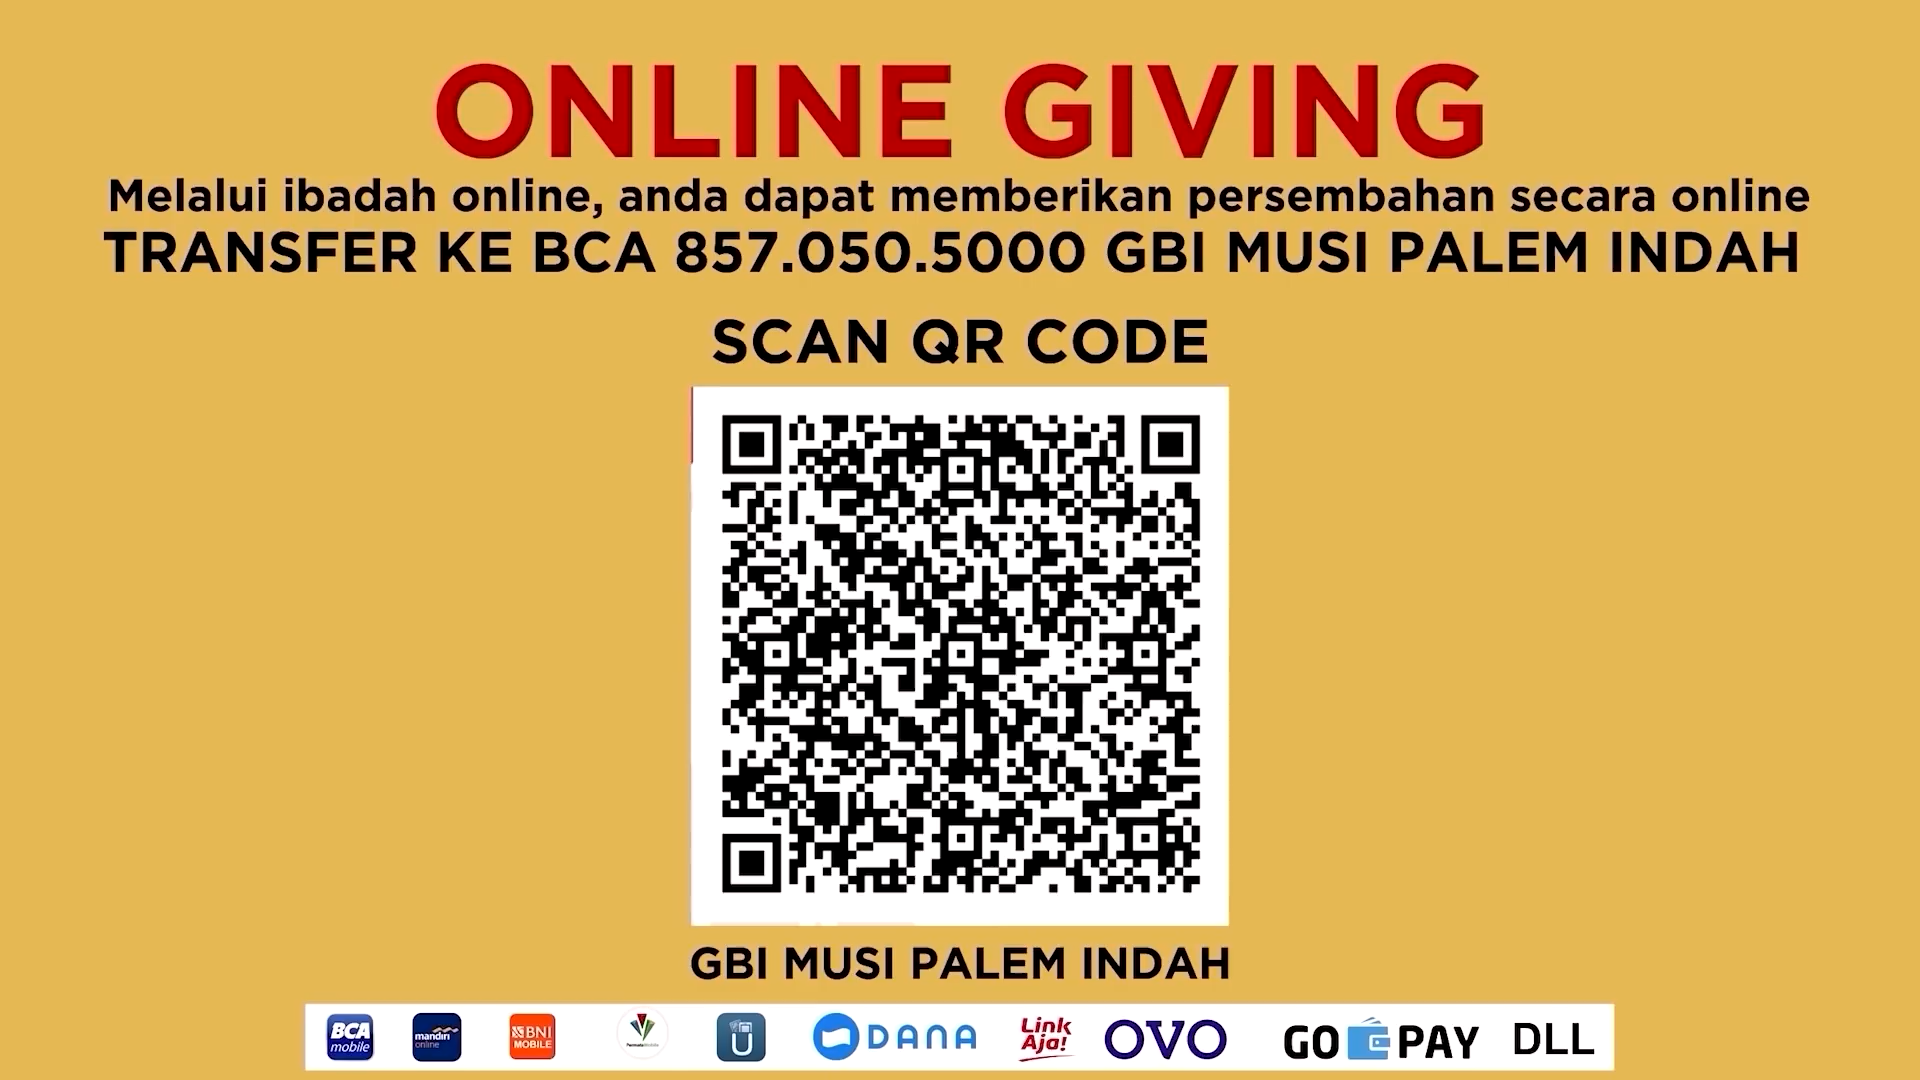 ONLINE GIVING
Melalui ibadah online, anda dapat memberikan persembahan secara online
TRANSFER KE BCA 857.050.5000 GBI MUSI PALEM INDAH
SCAN QR CODE
GBI MUSI PALEM INDAH
BCA mobile
mandiri online
BNI MOBILE
PermataMobile
U
DANA
Link Aja!
OVO
GO PAY
DLL